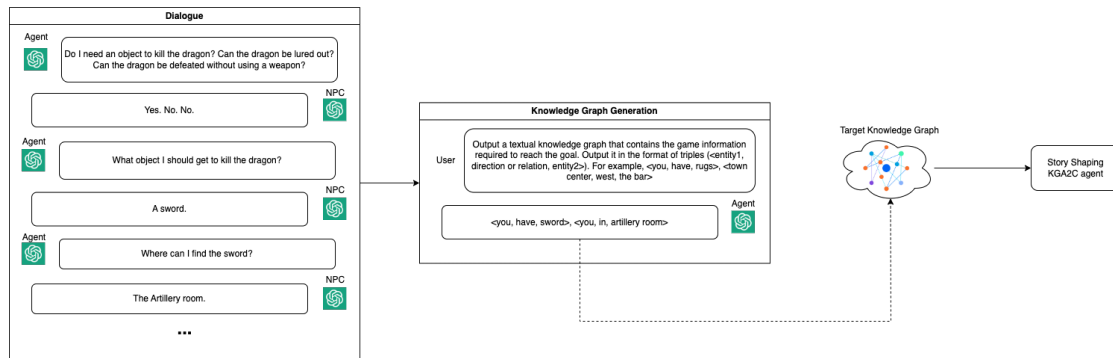 Dialogue
Agent
Do I need an object to kill the dragon? Can the dragon be lured out?
Can the dragon be defeated without using a weapon?
NPC
Yes. No. No.
Agent
What object I should get to kill the dragon?
NPC
A sword.
Agent
Where can I find the sword?
NPC
The Artillery room.
...
Knowledge Graph Generation
User
Output a textual knowledge graph that contains the game information
required to reach the goal. Output it in the format of triples (<entity1,
direction or relation, entity2>). For example, <you, have, rugs>, <town
center, west, the bar>
Agent
<you, have, sword>, <you, in, artillery room>
Target Knowledge Graph
Story Shaping
KGA2C agent